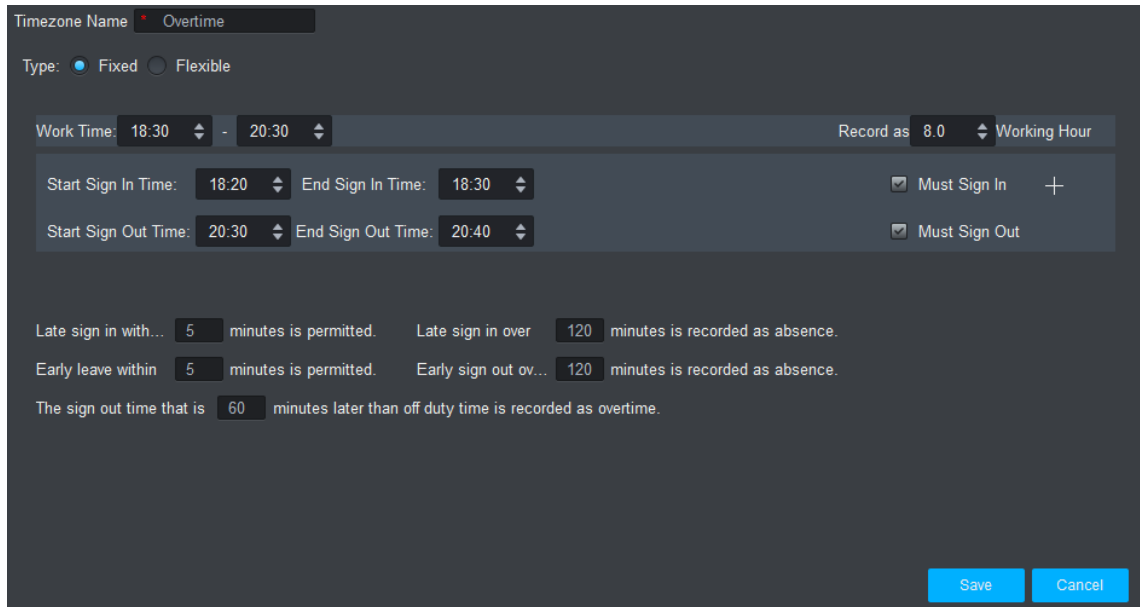 Timezone Name * Overtime
Type: Fixed Flexible
Work Time: 18:30 - 20:30 Record as 8.0 Working Hour
Start Sign In Time: 18:20 End Sign In Time: 18:30 Must Sign In
Start Sign Out Time: 20:30 End Sign Out Time: 20:40 Must Sign Out
Late sign in with... 5 minutes is permitted. Late sign in over 120 minutes is recorded as absence.
Early leave within 5 minutes is permitted. Early sign out ov... 120 minutes is recorded as absence.
The sign out time that is 60 minutes later than off duty time is recorded as overtime.
Save Cancel